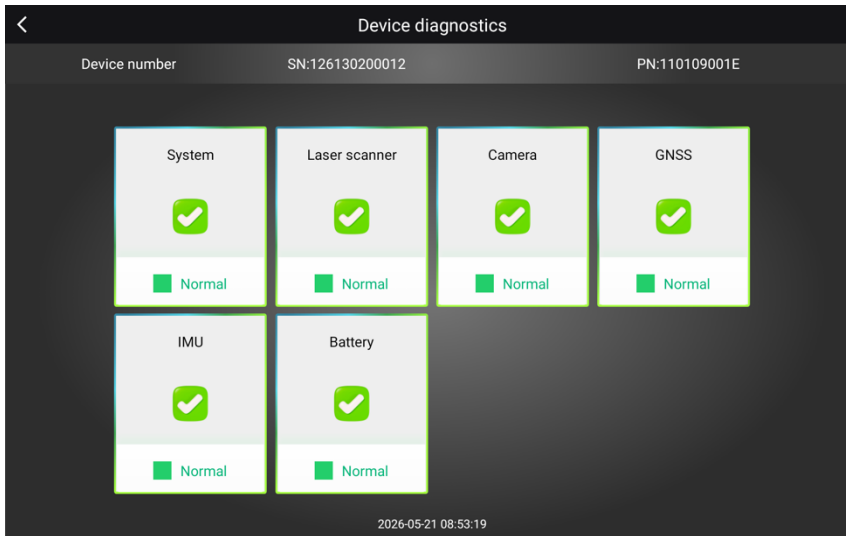 Device diagnostics
Device number SN:126130200012 PN:110109001E
System Laser scanner Camera GNSS
Normal Normal Normal Normal
IMU Battery
Normal Normal
2026-05-21 08:53:19